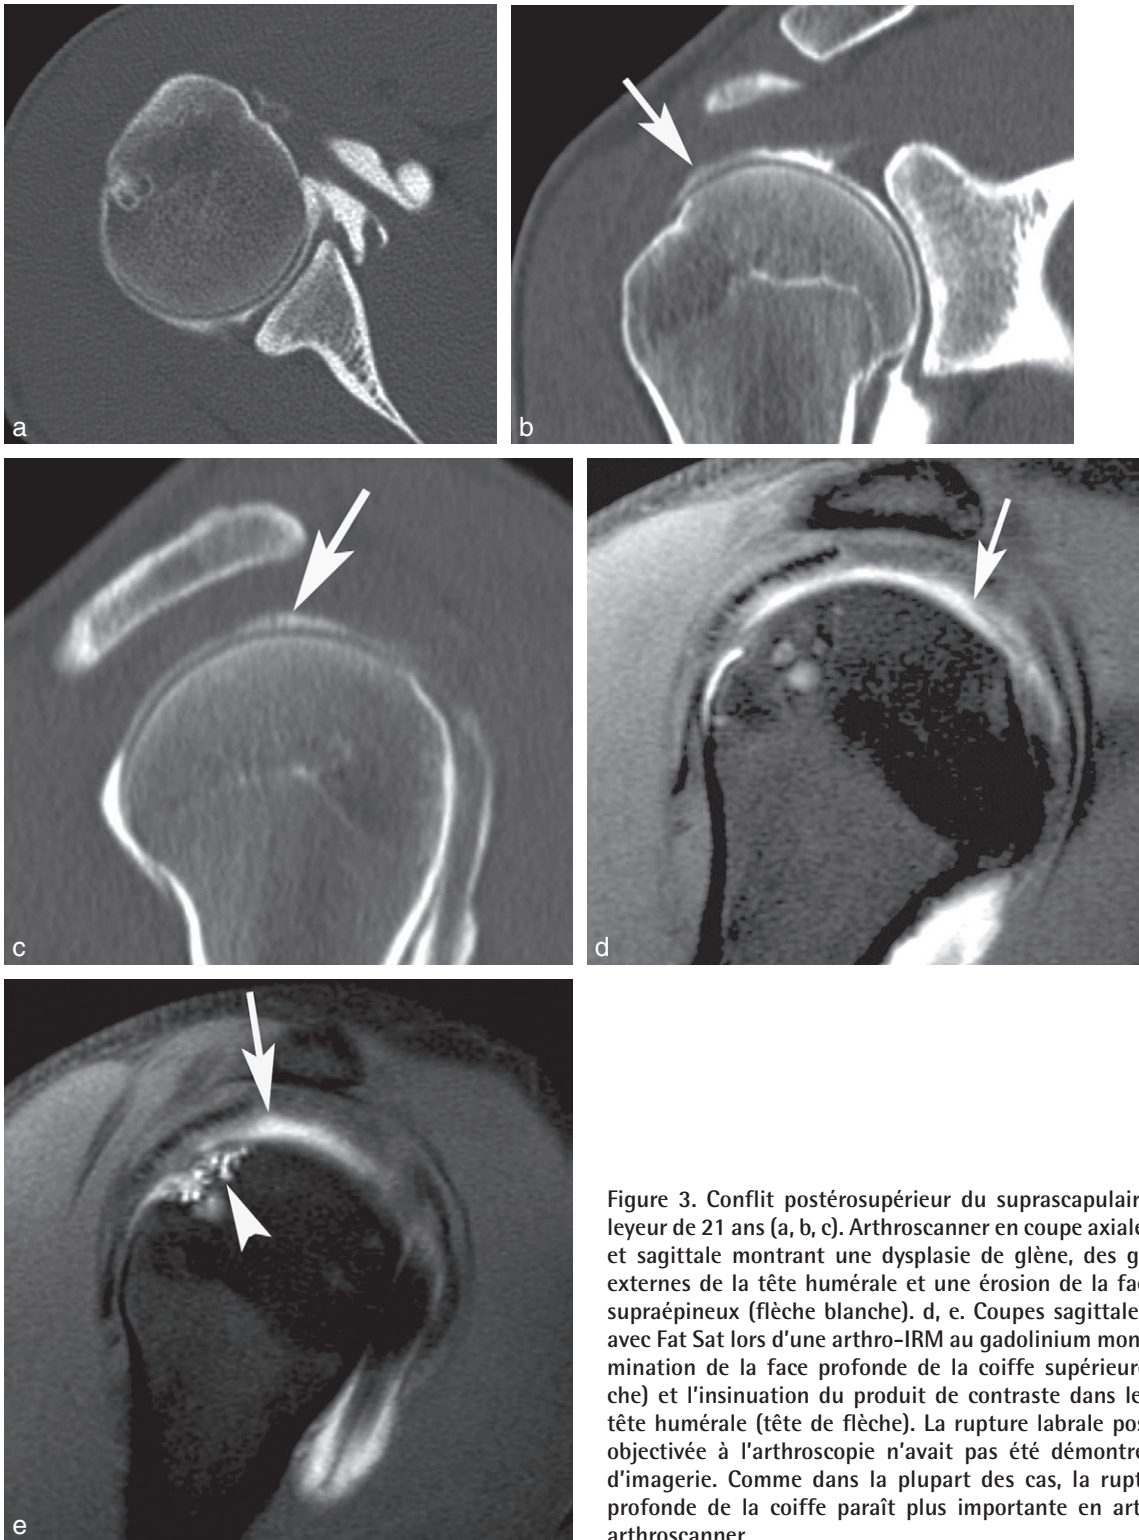 a
b
c
d
e
Figure 3. Conflit postérosupérieur du suprascapulair
leyeur de 21 ans (a, b, c). Arthroscanner en coupe axiale
et sagittale montrant une dysplasie de glène, des g
externes de la tête humérale et une érosion de la fa
supraépineux (flèche blanche). d, e. Coupes sagittale
avec Fat Sat lors d'une arthro-IRM au gadolinium mon
mination de la face profonde de la coiffe supérieur
che) et l'insinuation du produit de contraste dans le
tête humérale (tête de flèche). La rupture labrale pos
objectivée à l'arthroscopie n'avait pas été démontr
d'imagerie. Comme dans la plupart des cas, la rupt
profonde de la coiffe paraît plus importante en art
arthroscanner